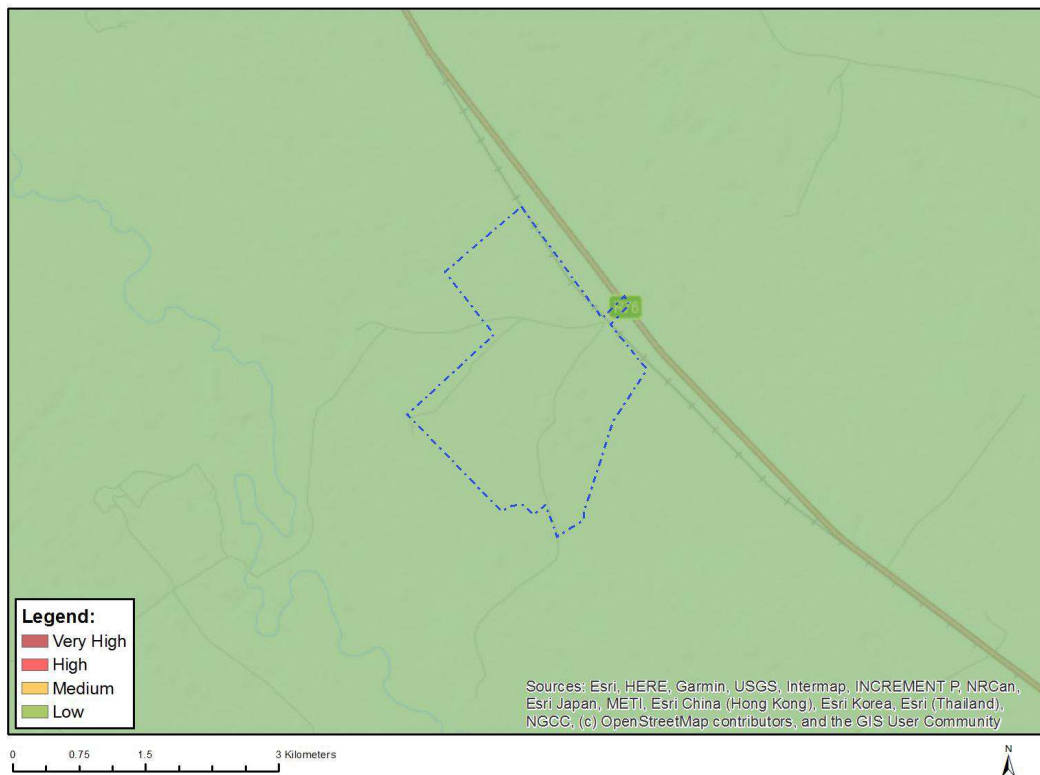 Legend:
Very High
High
Medium
Low
Sources: Esri, HERE, Garmin, USGS, Intermap, INCREMENT P, NRCan,
Esri Japan, METI, Esri China (Hong Kong), Esri Korea, Esri (Thailand),
NGCC, (c) OpenStreetMap contributors, and the GIS User Community
0 0.75 1.5 3 Kilometers
N